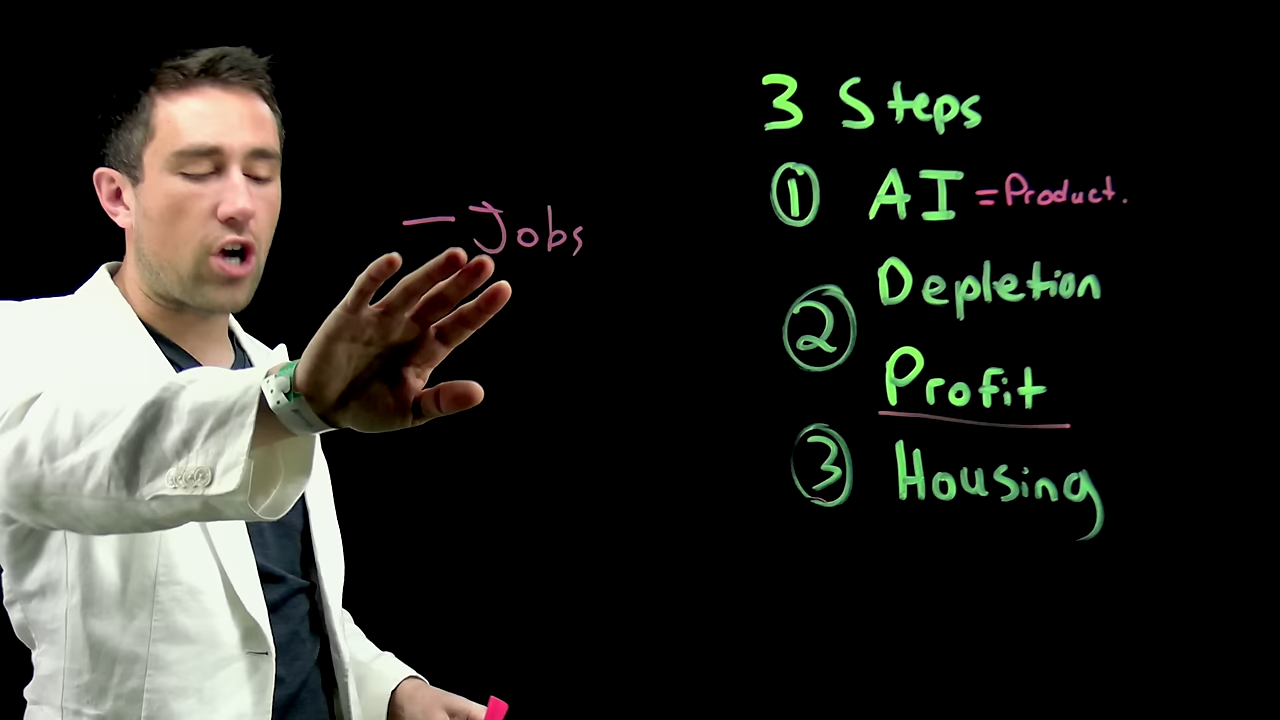 3 Steps
① AI = Product.
— Jobs
② Depletion
Profit
③ Housing